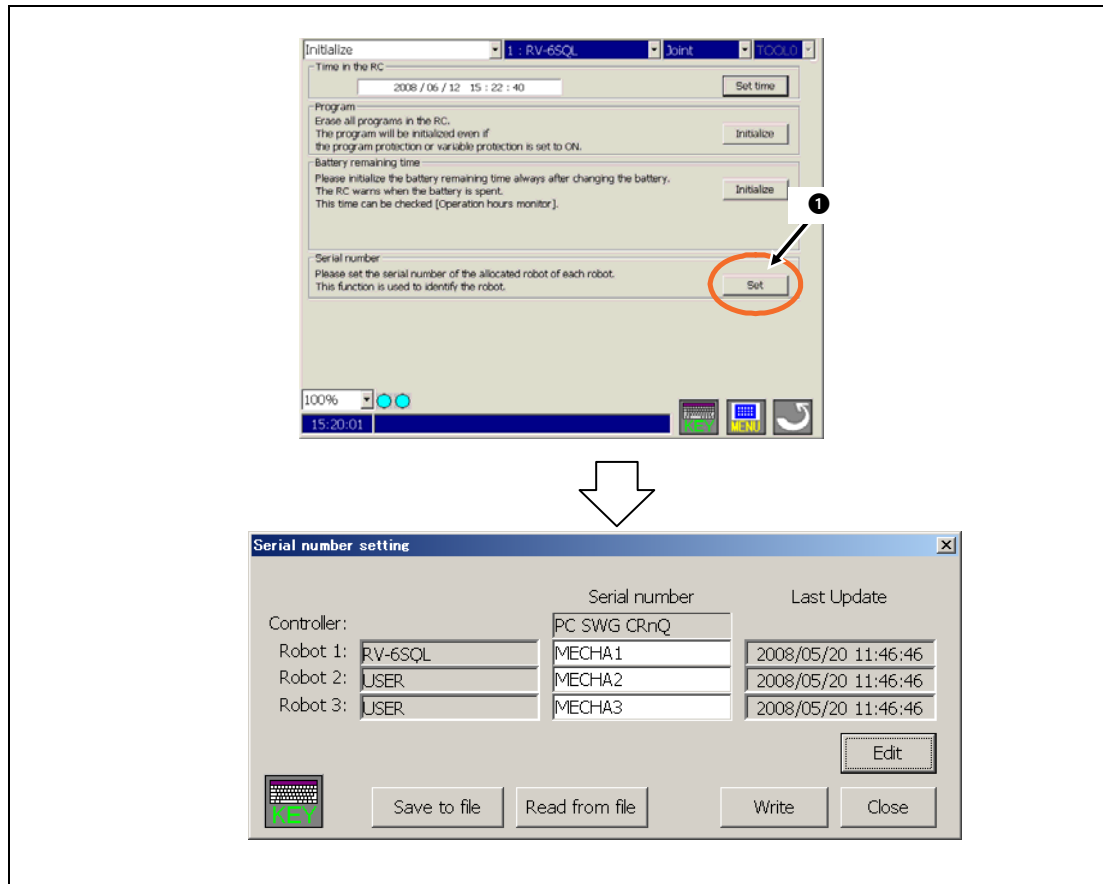 Initialize 1 : RV-6SQL Joint TOOL0
Time in the RC
2008 / 06 / 12 15 : 22 : 40 Set time
Program
Erase all programs in the RC.
The program will be initialized even if
the program protection or variable protection is set to ON. Initialize
Battery remaining time
Please initialize the battery remaining time always after changing the battery.
The RC warns when the battery is spent. Initialize
This time can be checked [Operation hours monitor].
❶
Serial number
Please set the serial number of the allocated robot of each robot.
This function is used to identify the robot. Set
100%
15:20:01 KEY MENU
Serial number setting
Serial number Last Update
Controller: PC SWG CRnQ
Robot 1: RV-6SQL MECHA1 2008/05/20 11:46:46
Robot 2: USER MECHA2 2008/05/20 11:46:46
Robot 3: USER MECHA3 2008/05/20 11:46:46
Edit
KEY Save to file Read from file Write Close